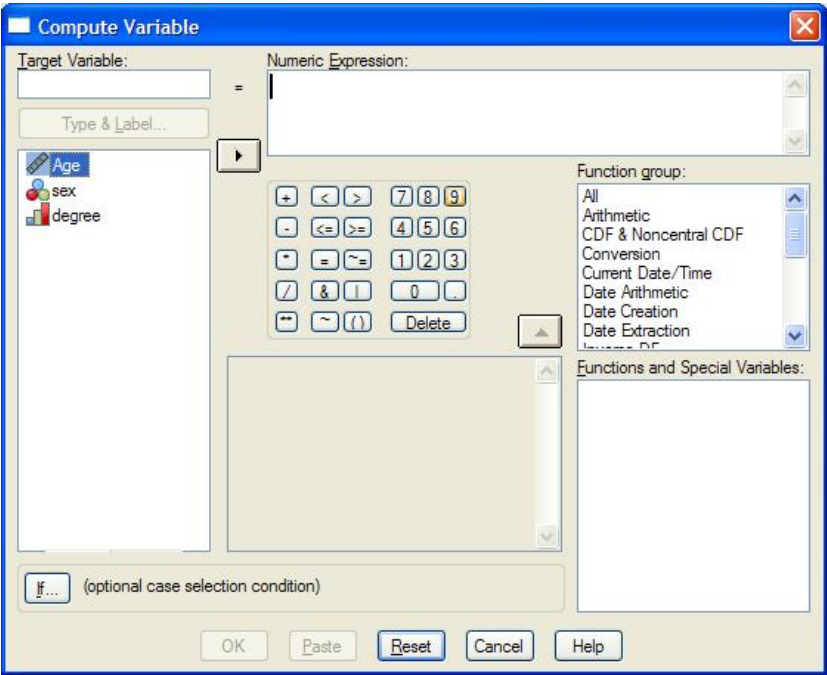 Compute Variable
Target Variable:
Numeric Expression:
=
Type & Label...
Age
sex
degree
+ < > 7 8 9
- <= >= 4 5 6
* = ~= 1 2 3
/ & | 0 .
** ~ () Delete
Function group:
All
Arithmetic
CDF & Noncentral CDF
Conversion
Current Date/Time
Date Arithmetic
Date Creation
Date Extraction
Inverse DF
Functions and Special Variables:
If... (optional case selection condition)
OK Paste Reset Cancel Help